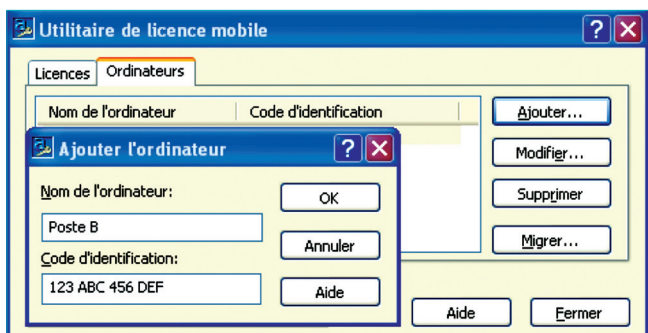 Utilitaire de licence mobile
Licences Ordinateurs
Nom de l'ordinateur Code d'identification
Ajouter...
Modifier...
Supprimer
Migrer...
Ajouter l'ordinateur
Nom de l'ordinateur:
Poste B
Code d'identification:
123 ABC 456 DEF
OK
Annuler
Aide
Aide Fermer